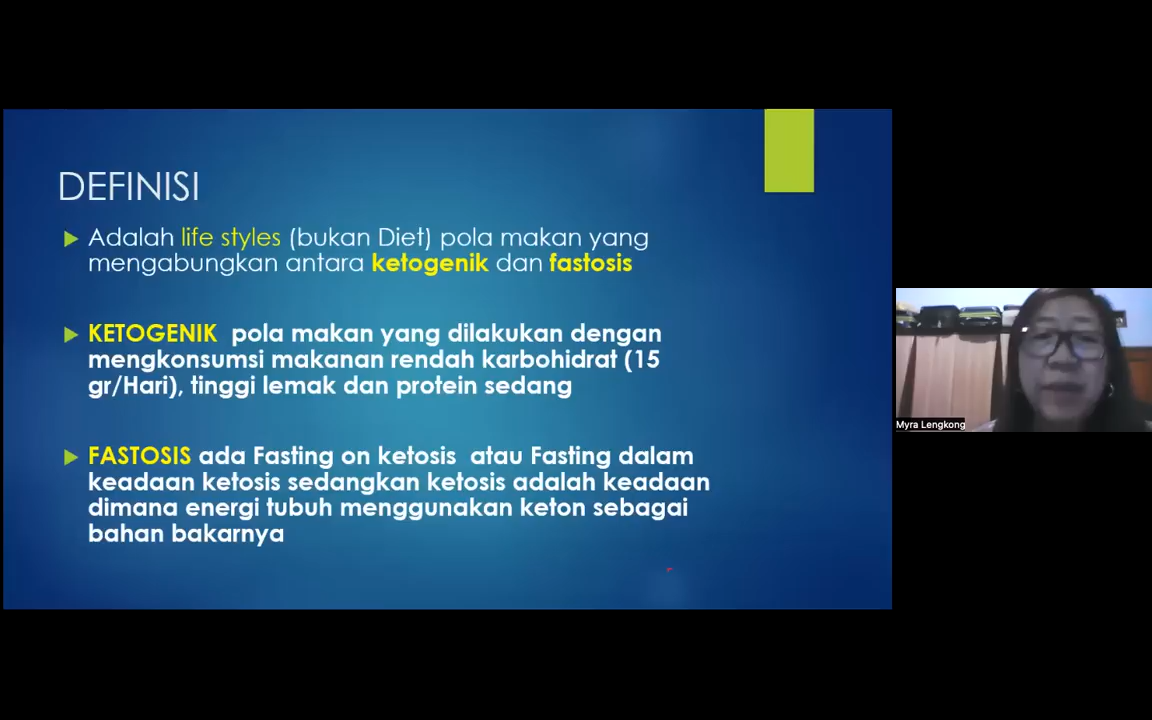 DEFINISI
Adalah life styles (bukan Diet) pola makan yang
mengabungkan antara ketogenik dan fastosis
KETOGENIK pola makan yang dilakukan dengan
mengkonsumsi makanan rendah karbohidrat (15
gr/Hari), tinggi lemak dan protein sedang
FASTOSIS ada Fasting on ketosis atau Fasting dalam
keadaan ketosis sedangkan ketosis adalah keadaan
dimana energi tubuh menggunakan keton sebagai
bahan bakarnya
Myra Lengkong